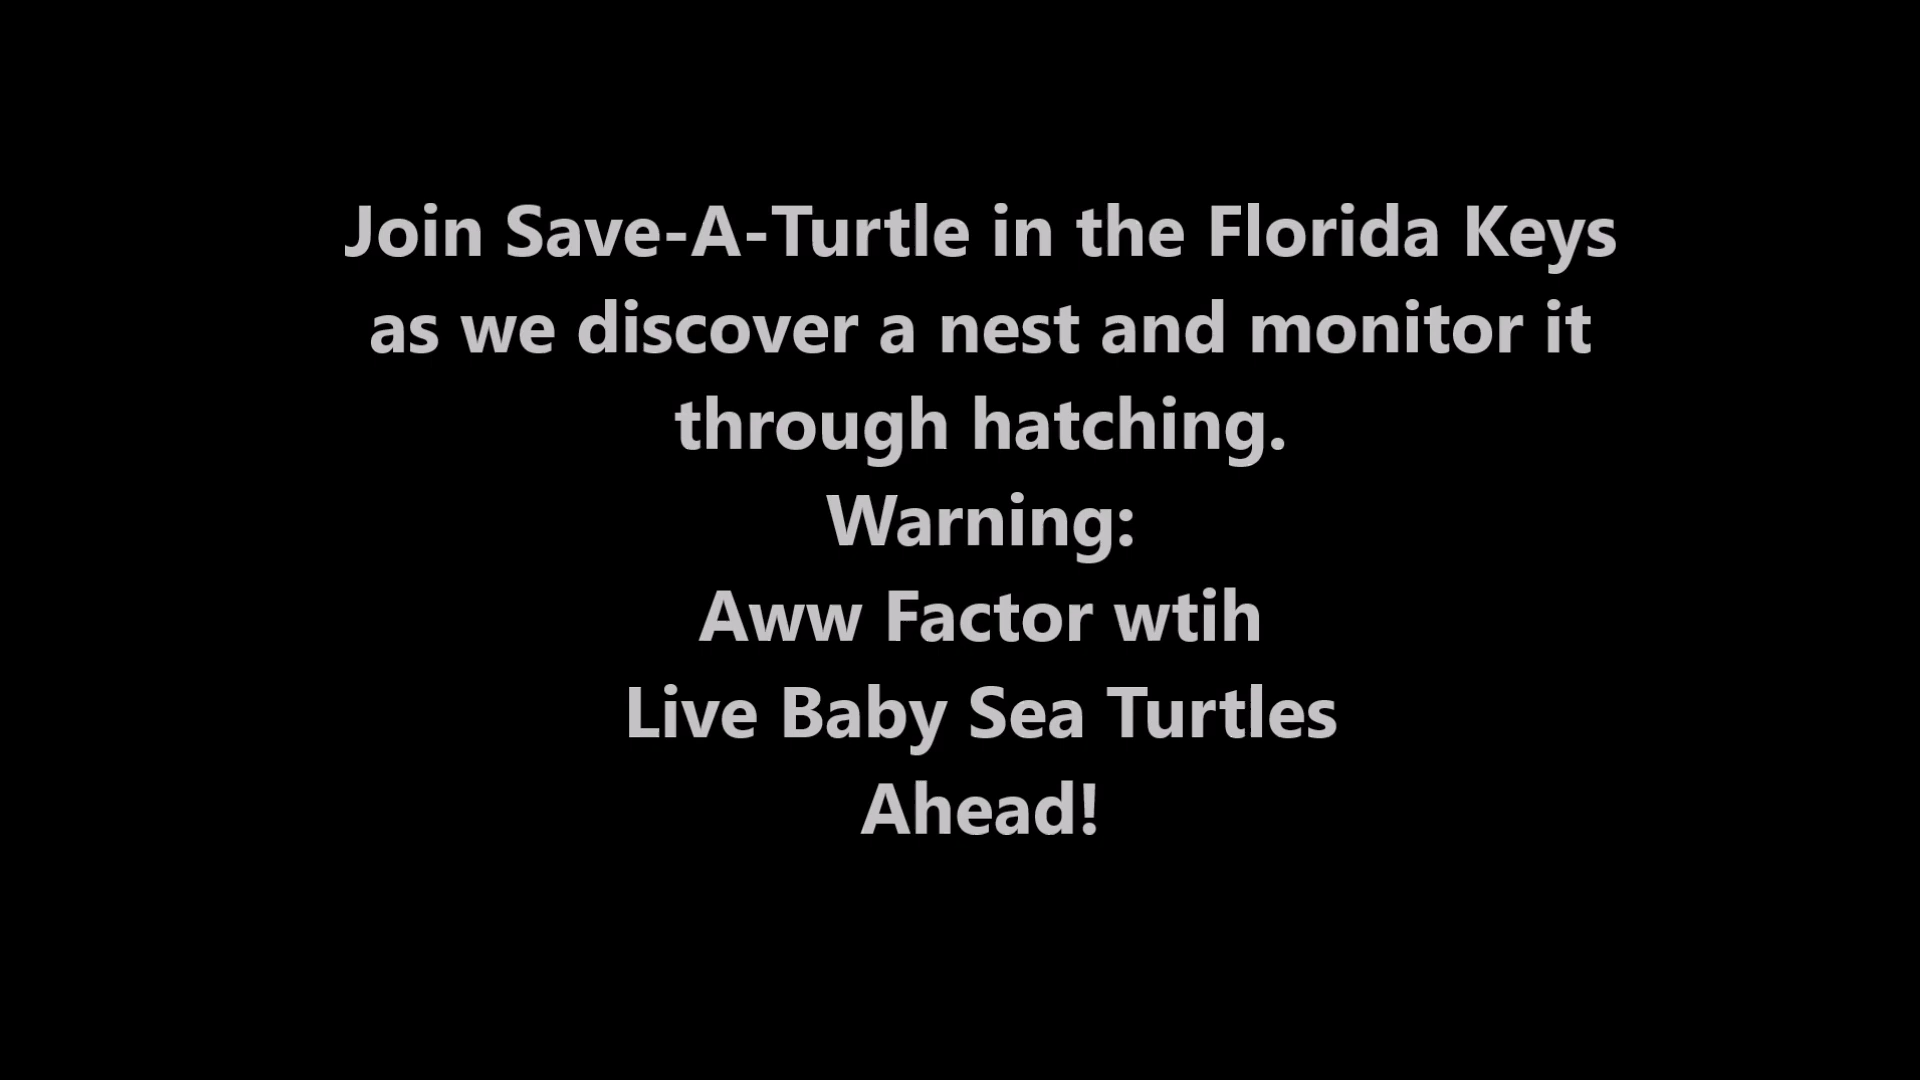 Join Save-A-Turtle in the Florida Keys
as we discover a nest and monitor it
through hatching.
Warning:
Aww Factor wtih
Live Baby Sea Turtles
Ahead!